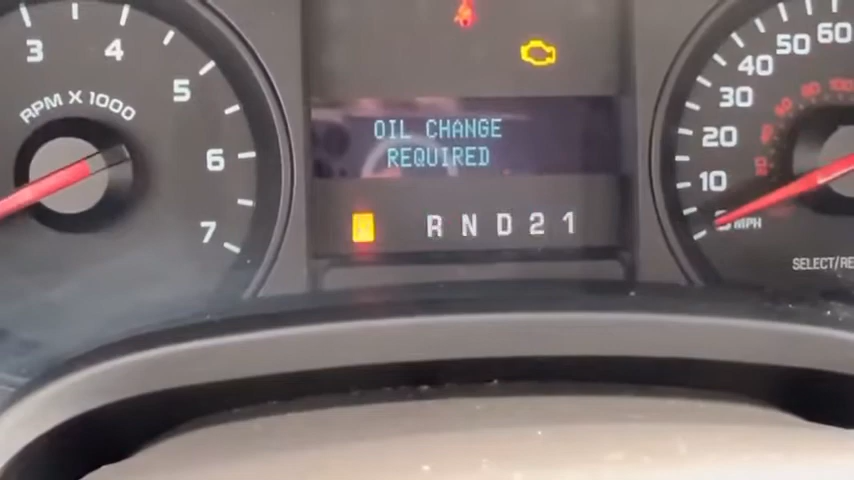 3 4 5 6 7
RPM X 1000
OIL CHANGE
REQUIRED
R N D 2 1
10 20 30 40 50 60
MPH
SELECT/RE